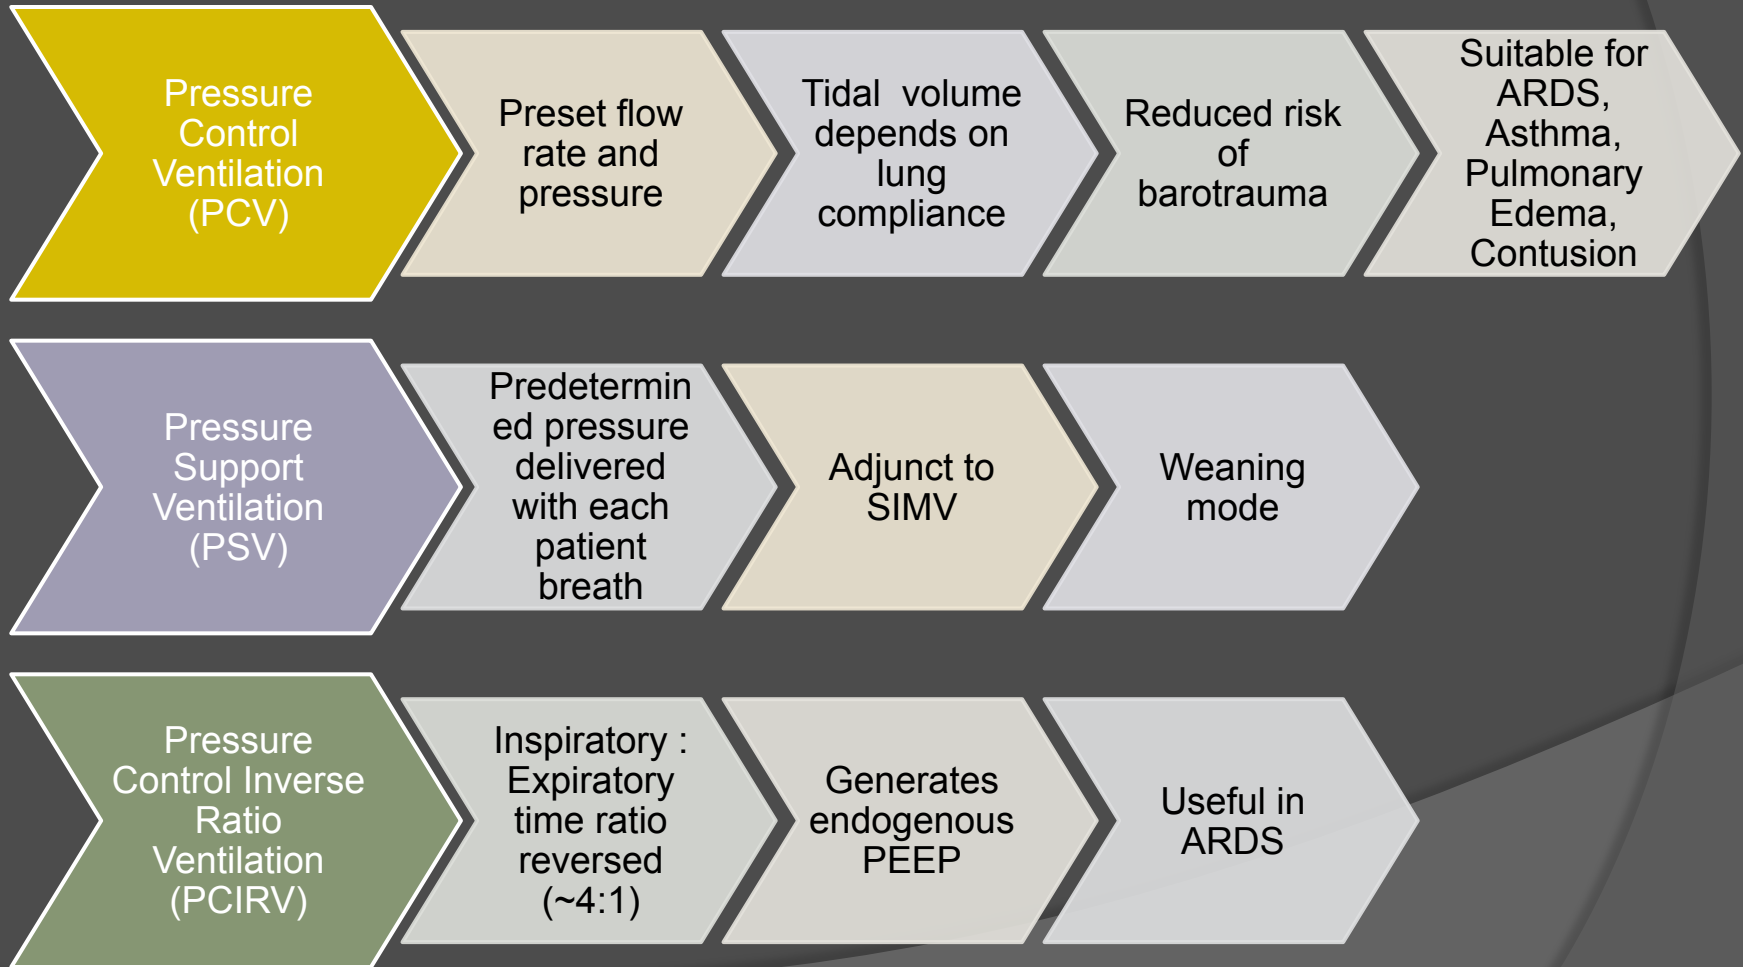 Pressure
Control
Ventilation
(PCV)
Preset flow
rate and
pressure
Tidal  volume
depends on
lung
compliance
Reduced risk
of
barotrauma
Suitable for
ARDS,
Asthma,
Pulmonary
Edema,
Contusion
Pressure
Support
Ventilation
(PSV)
Predetermin
ed pressure
delivered
with each
patient
breath
Adjunct to
SIMV
Weaning
mode
Pressure
Control Inverse
Ratio
Ventilation
(PCIRV)
Inspiratory :
Expiratory
time ratio
reversed
(~4:1)
Generates
endogenous
PEEP
Useful in
ARDS